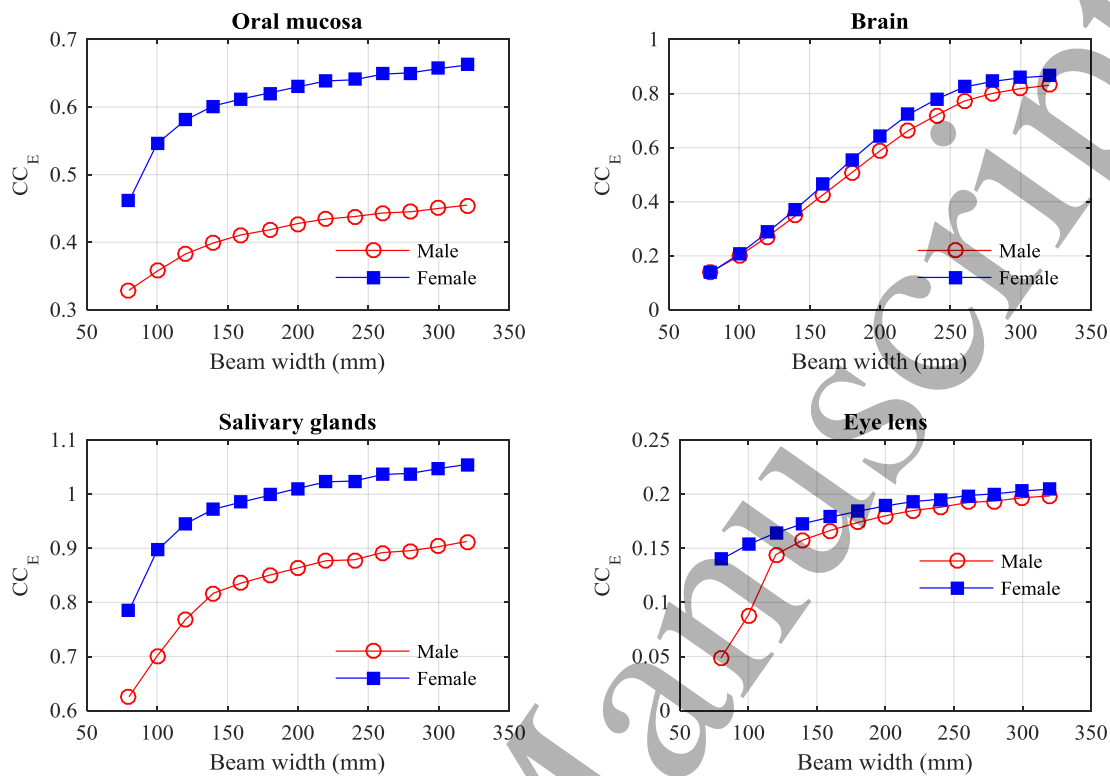 Oral mucosa
0.7
0.6
0.5
0.4
0.3
CC_E
Male
Female
50 100 150 200 250 300 350
Beam width (mm)
Brain
1
0.8
0.6
0.4
0.2
0
CC_E
Male
Female
50 100 150 200 250 300 350
Beam width (mm)
Salivary glands
1.1
1
0.9
0.8
0.7
0.6
CC_E
Male
Female
50 100 150 200 250 300 350
Beam width (mm)
Eye lens
0.25
0.2
0.15
0.1
0.05
0
CC_E
Male
Female
50 100 150 200 250 300 350
Beam width (mm)
Manuscrip